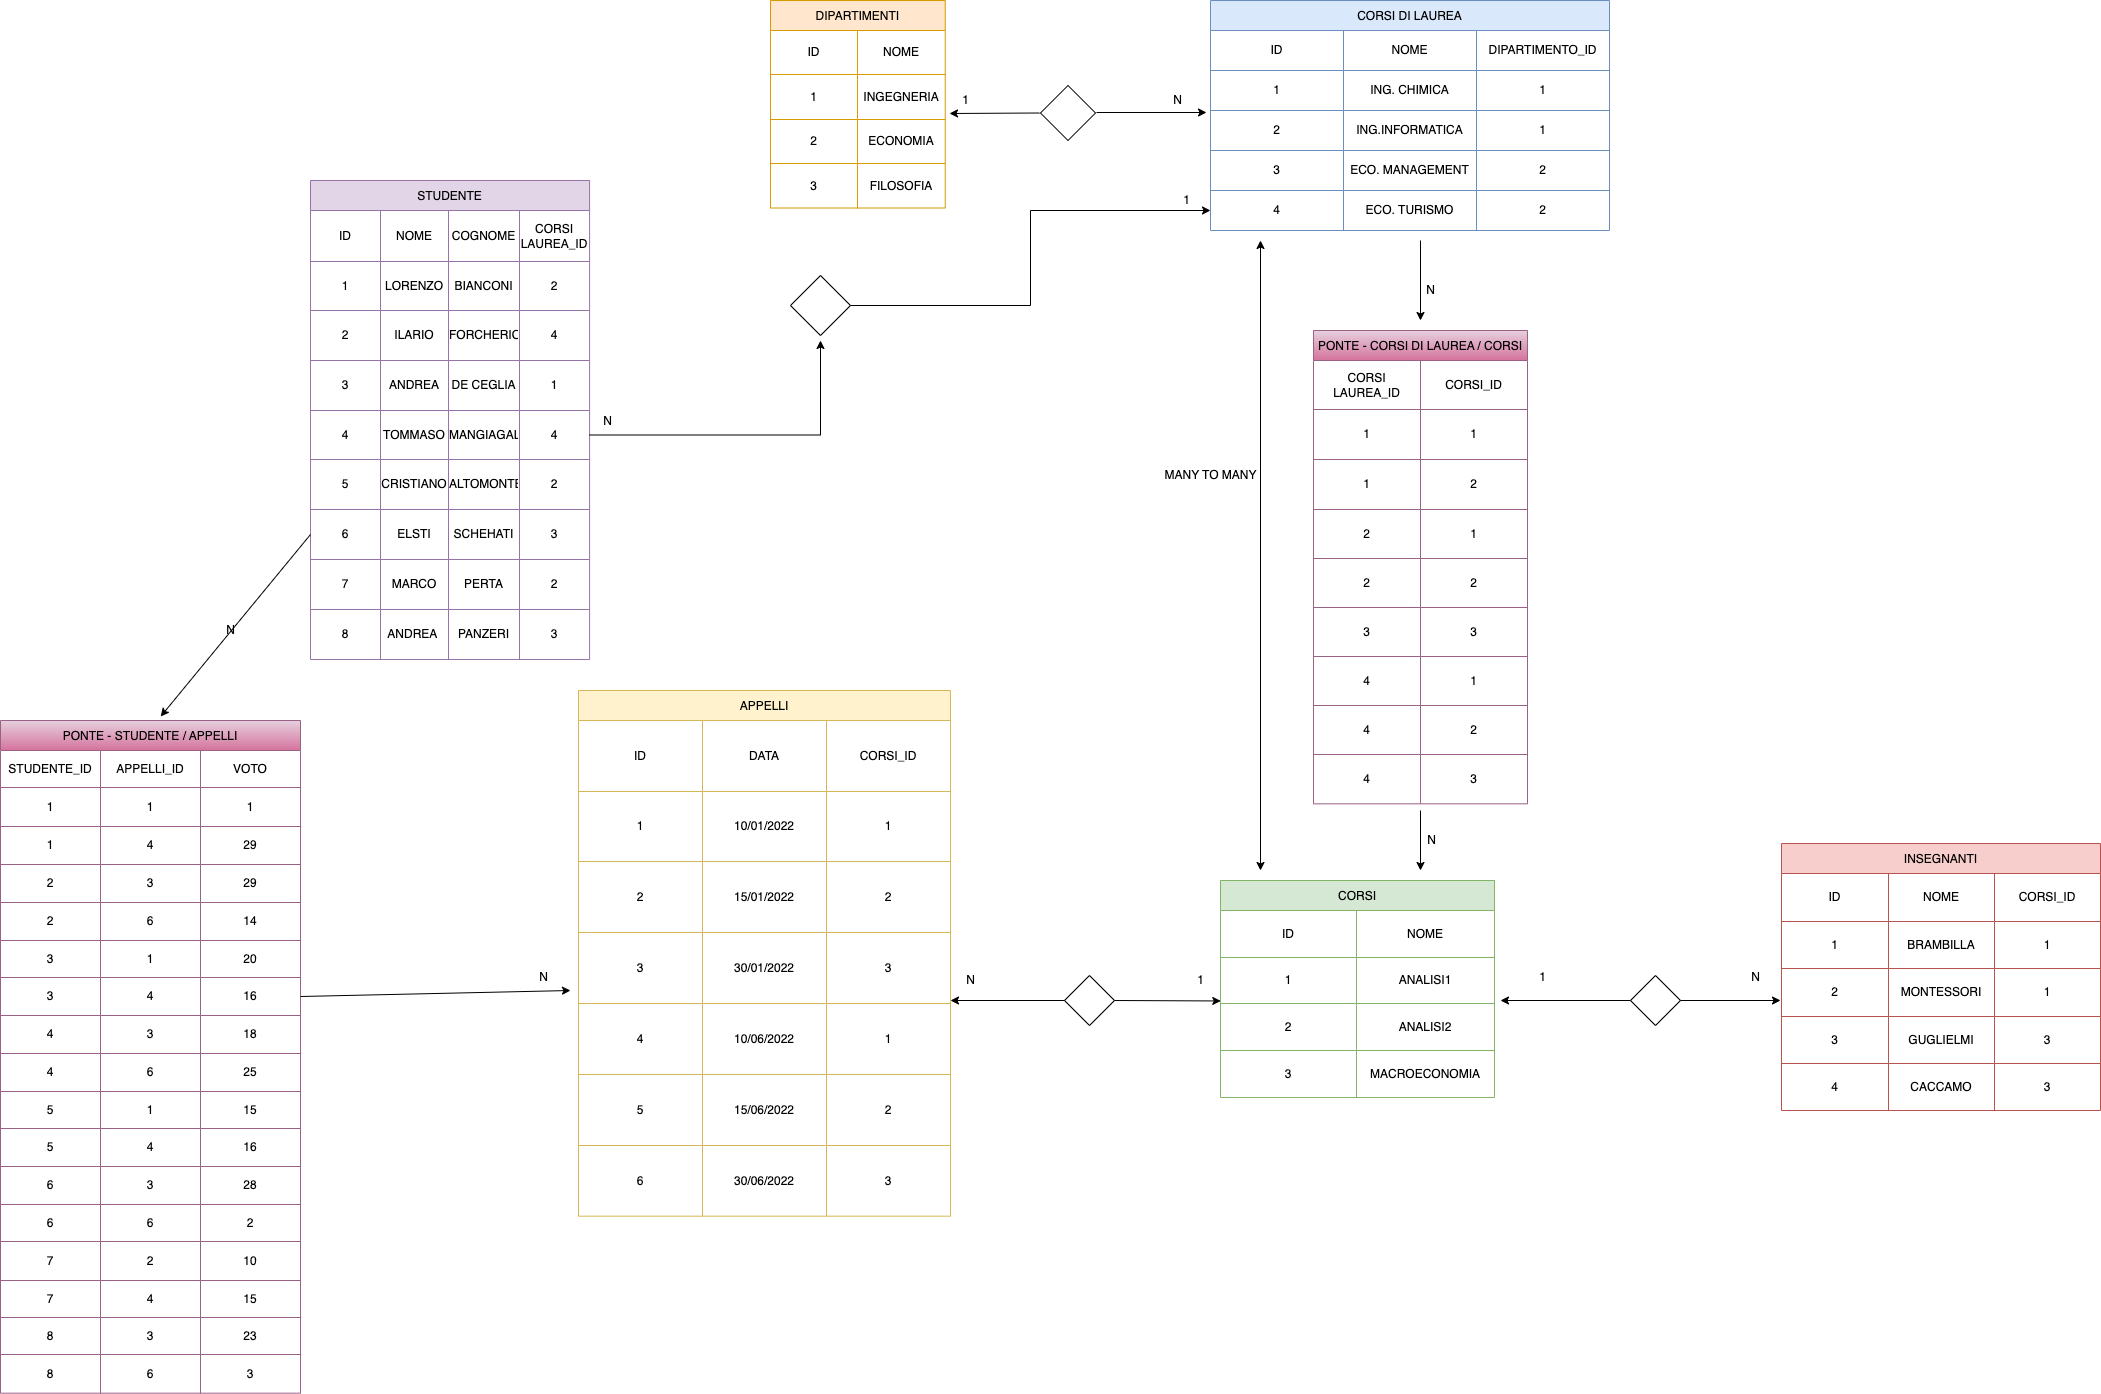 DIPARTIMENTI
ID NOME
1 INGEGNERIA
2 ECONOMIA
3 FILOSOFIA
1
N
CORSI DI LAUREA
ID NOME DIPARTIMENTO_ID
1 ING. CHIMICA 1
2 ING.INFORMATICA 1
3 ECO. MANAGEMENT 2
4 ECO. TURISMO 2
1
STUDENTE
ID NOME COGNOME CORSI
LAUREA_ID
1 LORENZO BIANCONI 2
2 ILARIO FORCHERIO 4
3 ANDREA DE CEGLIA 1
4 TOMMASO MANGIAGAL 4
5 CRISTIANO ALTOMONTE 2
6 ELSTI SCHEHATI 3
7 MARCO PERTA 2
8 ANDREA PANZERI 3
N
N
N
PONTE - CORSI DI LAUREA / CORSI
CORSI
LAUREA_ID CORSI_ID
1 1
1 2
2 1
2 2
3 3
4 1
4 2
4 3
MANY TO MANY
N
PONTE - STUDENTE / APPELLI
STUDENTE_ID APPELLI_ID VOTO
1 1 1
1 4 29
2 3 29
2 6 14
3 1 20
3 4 16
4 3 18
4 6 25
5 1 15
5 4 16
6 3 28
6 6 2
7 2 10
7 4 15
8 3 23
8 6 3
N
APPELLI
ID DATA CORSI_ID
1 10/01/2022 1
2 15/01/2022 2
3 30/01/2022 3
4 10/06/2022 1
5 15/06/2022 2
6 30/06/2022 3
N
1
CORSI
ID NOME
1 ANALISI1
2 ANALISI2
3 MACROECONOMIA
1
N
INSEGNANTI
ID NOME CORSI_ID
1 BRAMBILLA 1
2 MONTESSORI 1
3 GUGLIELMI 3
4 CACCAMO 3